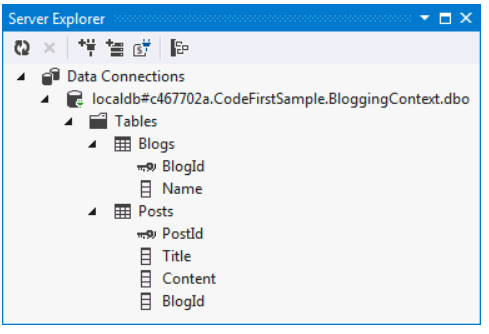 Server Explorer
Data Connections
localdb#c467702a.CodeFirstSample.BloggingContext.dbo
Tables
Blogs
BlogId
Name
Posts
PostId
Title
Content
BlogId